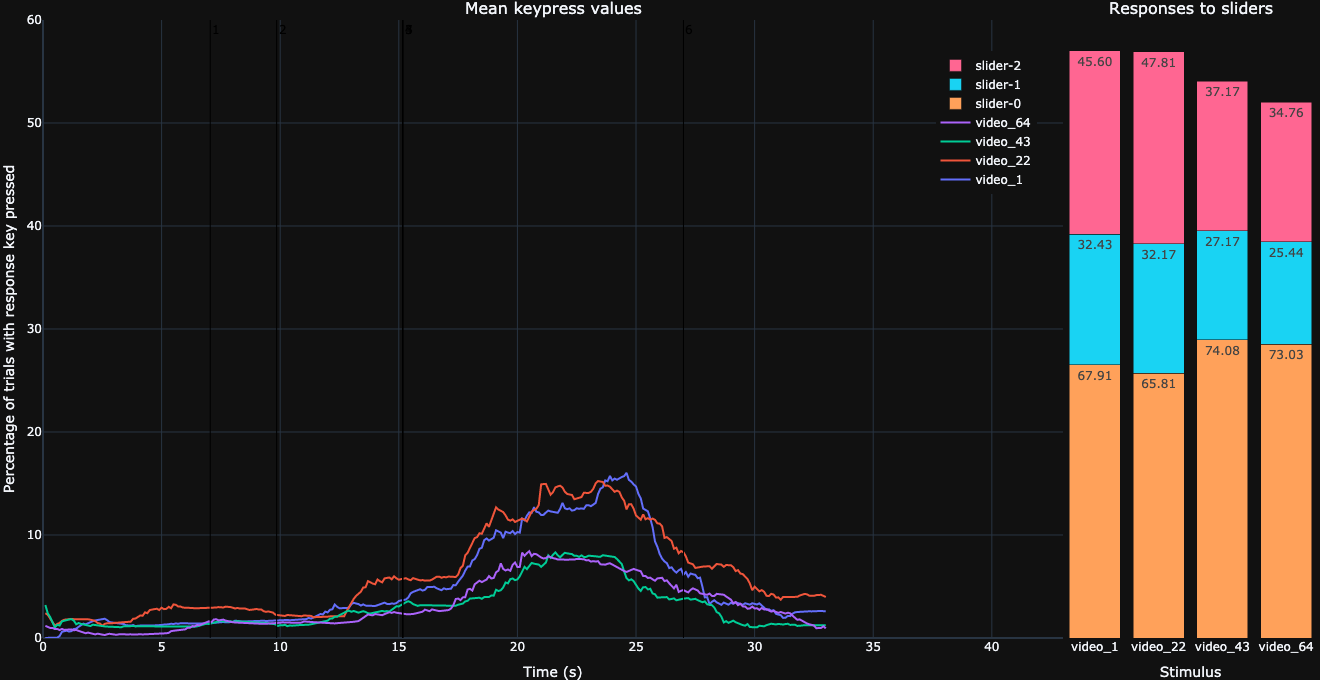 Mean keypress values
Responses to sliders
Percentage of trials with response key pressed
60
50
40
30
20
10
0
1
2
6
slider-2
slider-1
slider-0
video_64
video_43
video_22
video_1
45.60
47.81
37.17
34.76
32.43
32.17
27.17
25.44
67.91
65.81
74.08
73.03
0
5
10
15
20
25
30
35
40
Time (s)
video_1
video_22
video_43
video_64
Stimulus